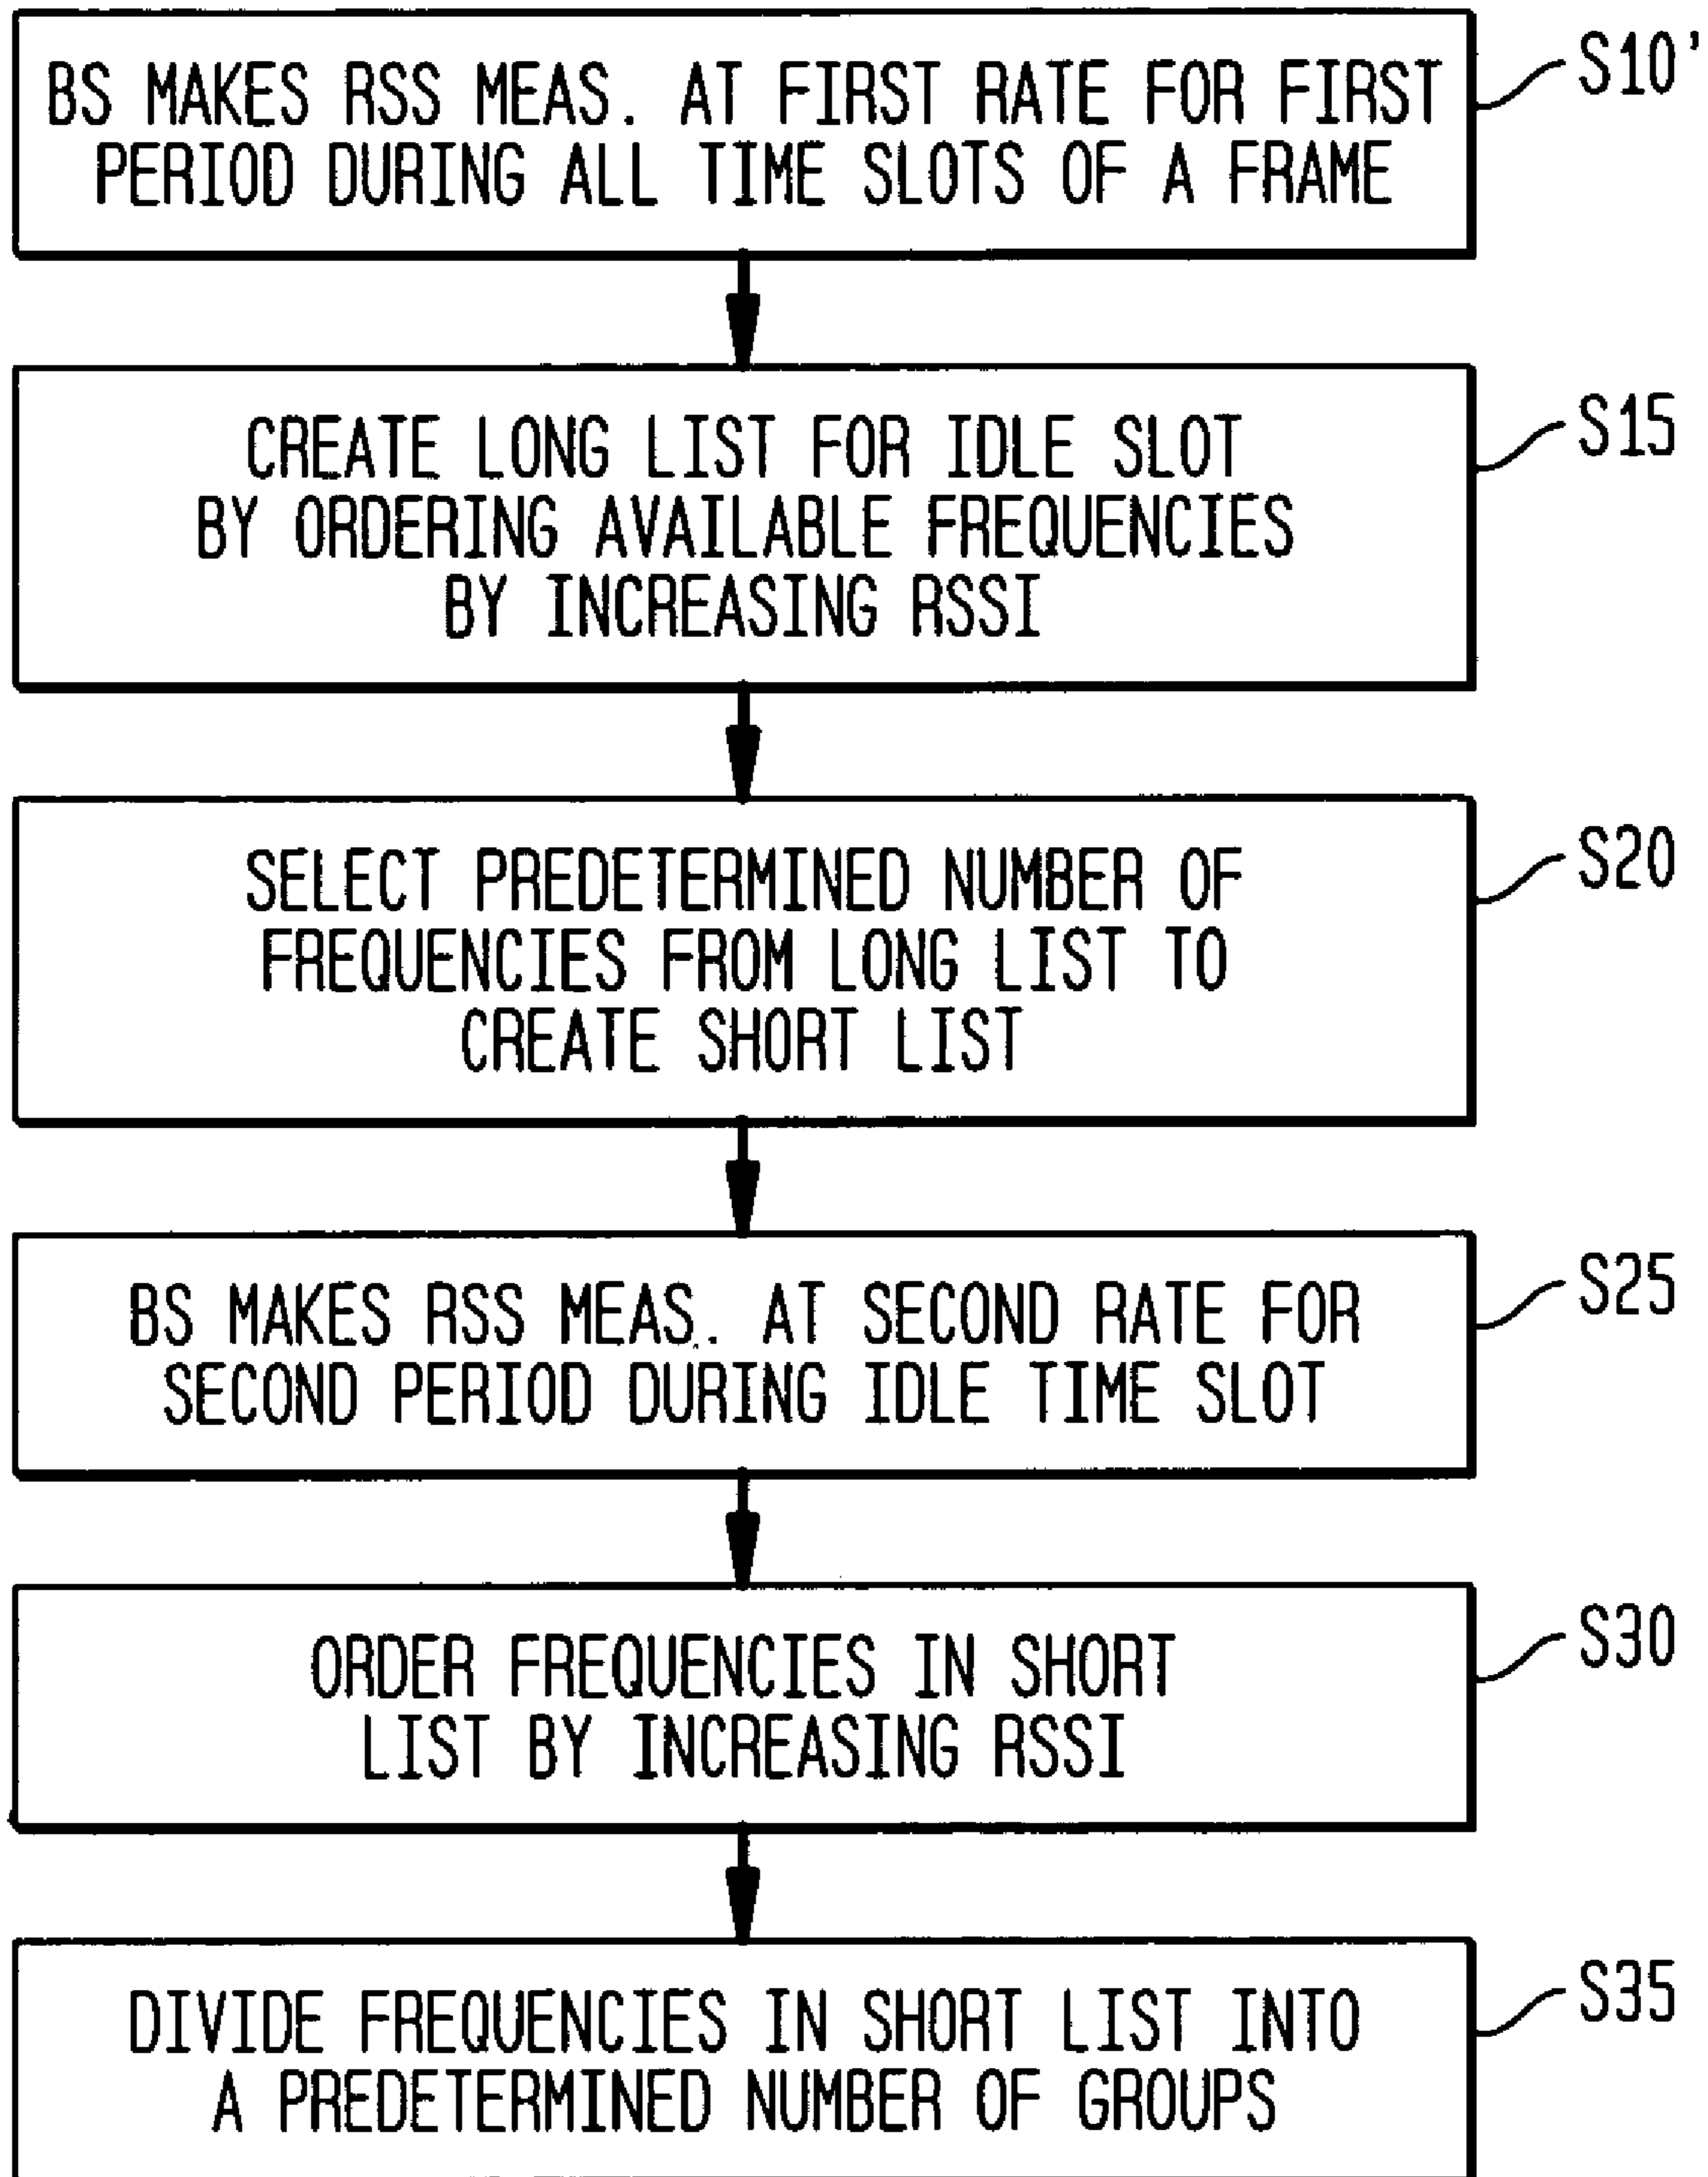 BS MAKES RSS MEAS. AT FIRST RATE FOR FIRST
PERIOD DURING ALL TIME SLOTS OF A FRAME
S10'
CREATE LONG LIST FOR IDLE SLOT
BY ORDERING AVAILABLE FREQUENCIES
BY INCREASING RSSI
S15
SELECT PREDETERMINED NUMBER OF
FREQUENCIES FROM LONG LIST TO
CREATE SHORT LIST
S20
BS MAKES RSS MEAS. AT SECOND RATE FOR
SECOND PERIOD DURING IDLE TIME SLOT
S25
ORDER FREQUENCIES IN SHORT
LIST BY INCREASING RSSI
S30
DIVIDE FREQUENCIES IN SHORT LIST INTO
A PREDETERMINED NUMBER OF GROUPS
S35